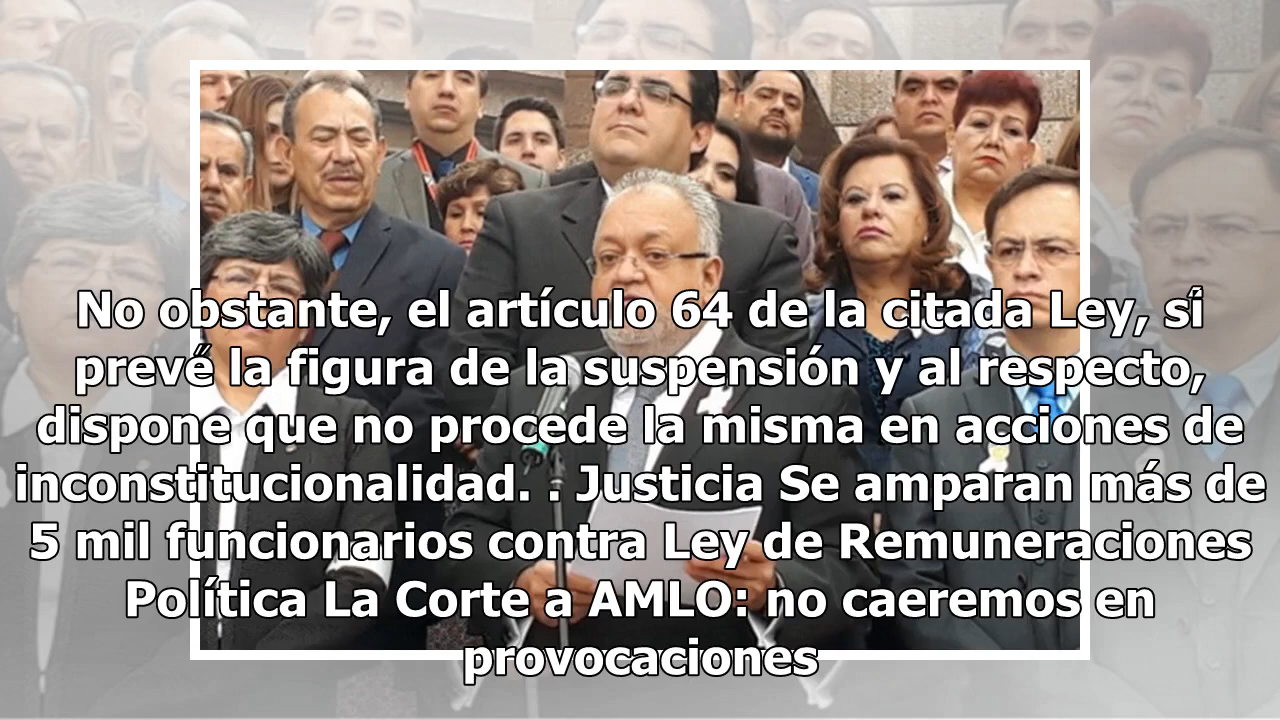 No obstante, el artículo 64 de la citada Ley, sí
prevé la figura de la suspensión y al respecto,
dispone que no procede la misma en acciones de
inconstitucionalidad. . Justicia Se amparan más de
5 mil funcionarios contra Ley de Remuneraciones
Política La Corte a AMLO: no caeremos en
provocaciones